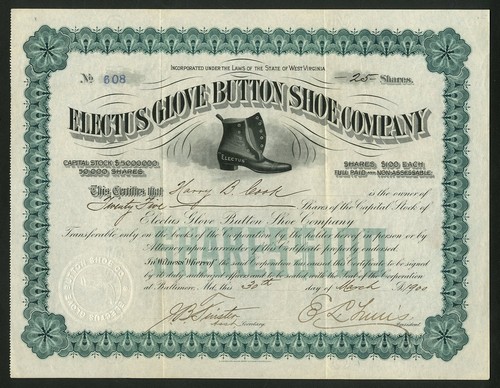 INCORPORATED UNDER THE LAWS OF THE STATE OF WEST VIRGINIA
No 608
25 Shares.
ELECTUS GLOVE BUTTON SHOE COMPANY
ELECTUS
CAPITAL STOCK $5000000.
50,000 SHARES.
SHARES $100 EACH
FULL PAID AND NON-ASSESSABLE.
This Certifies that Harry B. Cook is the owner of
Twenty Five Shares of the Capital Stock of
Electus Glove Button Shoe Company
Transferable only on the books of the Corporation by the holder hereof in person or by
Attorney upon surrender of this Certificate properly endorsed.
In Witness Whereof the said Corporation has caused this Certificate to be signed
by its duly authorized officers and to be sealed with the Seal of the Corporation
at Baltimore, Md., this 30th day of March 1900
Secretary.
President.